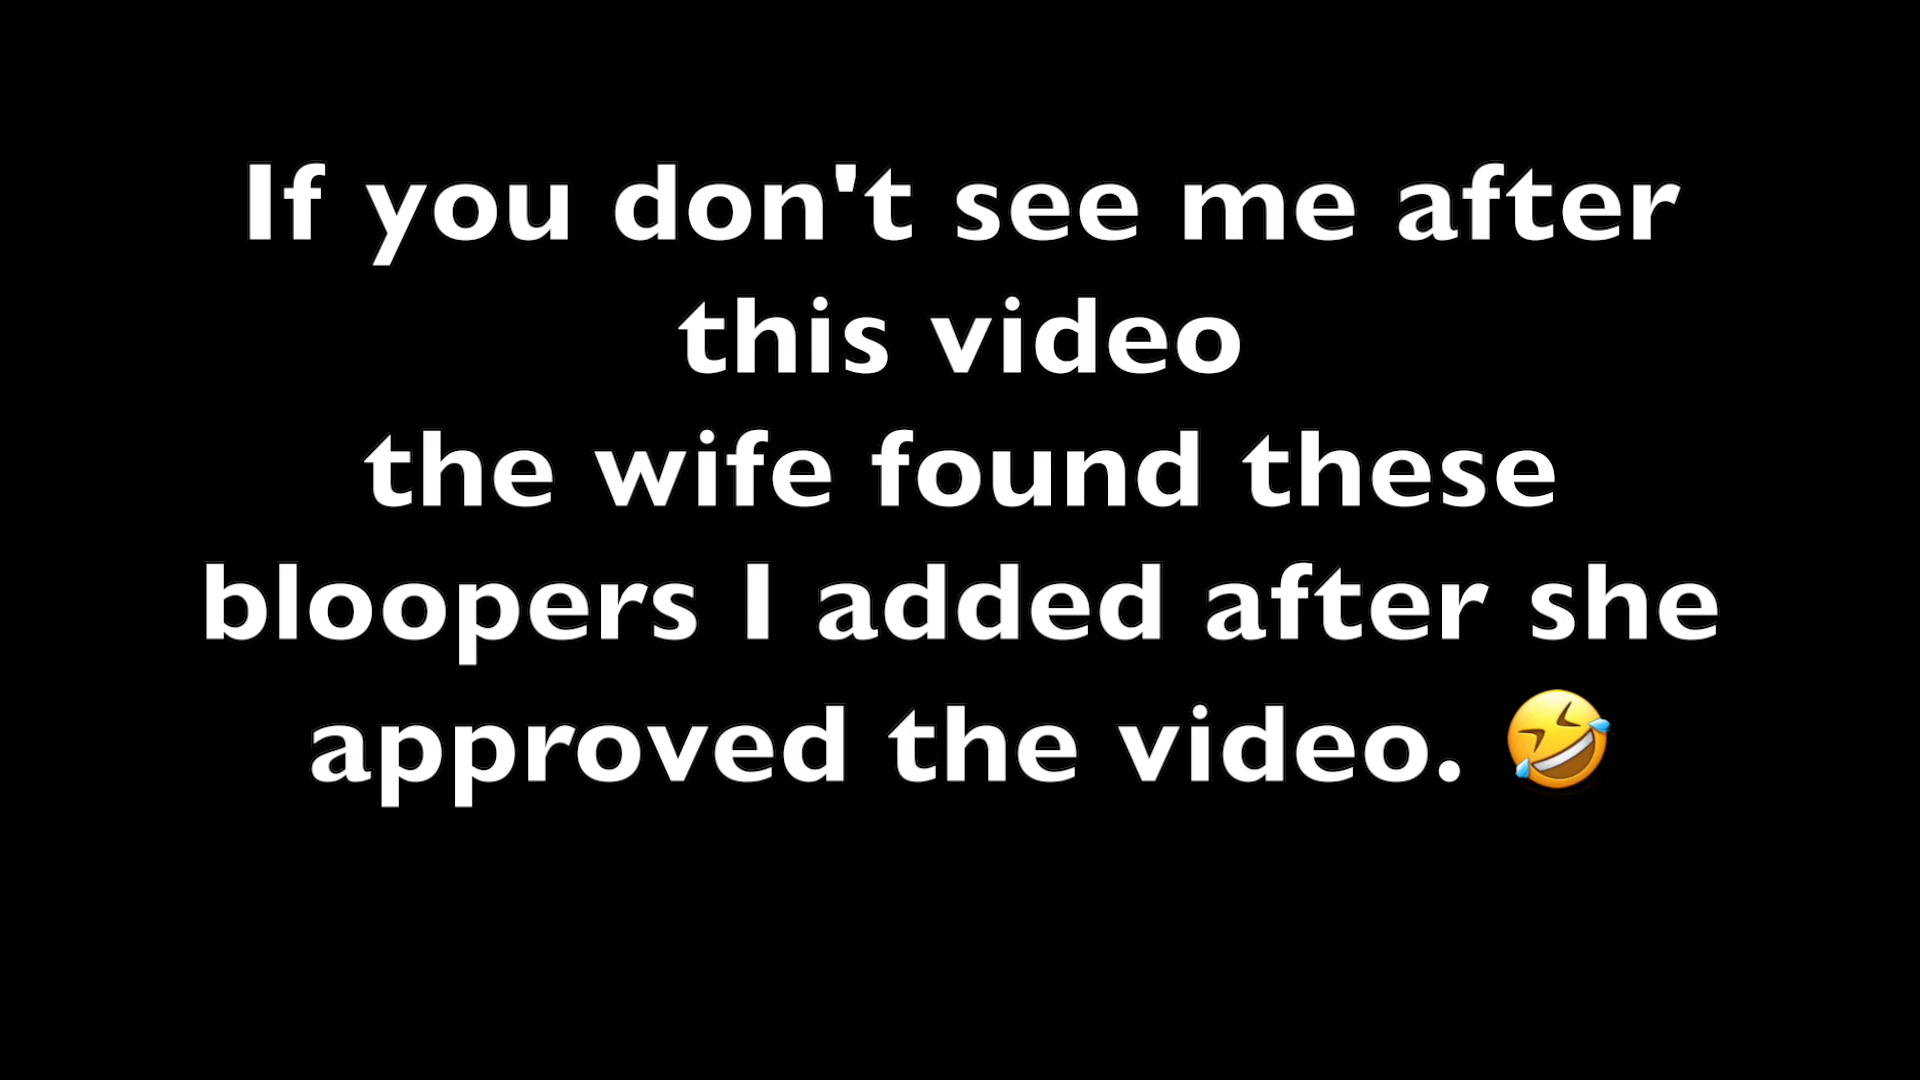 If you don't see me after
this video
the wife found these
bloopers I added after she
approved the video. 🤣